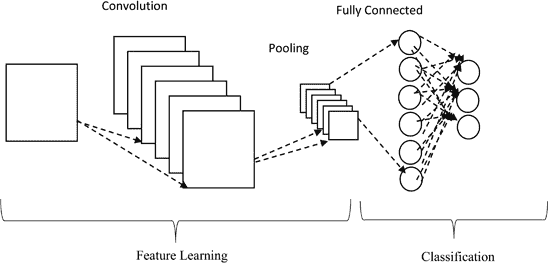 Convolution
Fully Connected
Pooling
Feature Learning
Classification